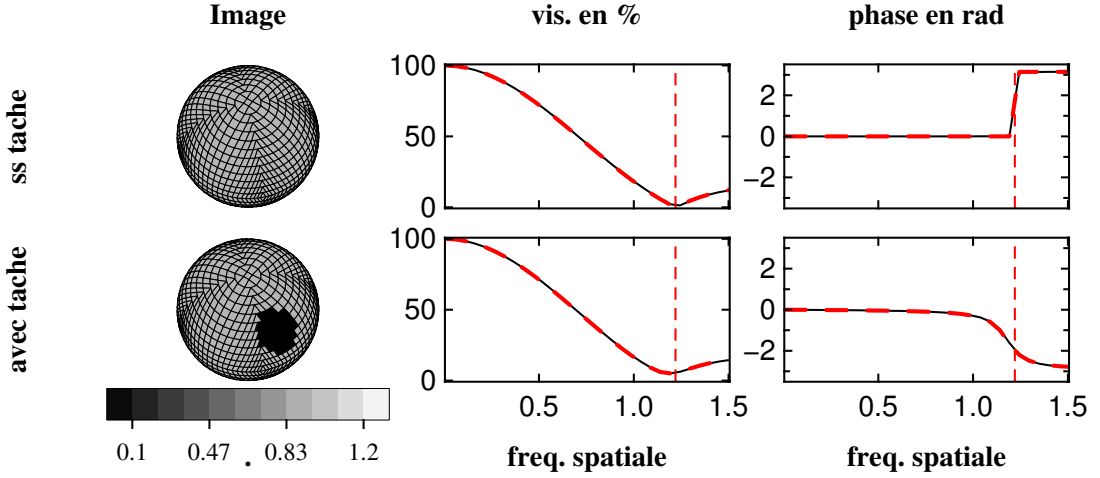 Image
vis. en %
phase en rad
ss tache
100
50
0
2
0
−2
avec tache
100
50
0
2
0
−2
0.5 1.0 1.5
0.5 1.0 1.5
0.1 0.47 . 0.83 1.2
freq. spatiale
freq. spatiale